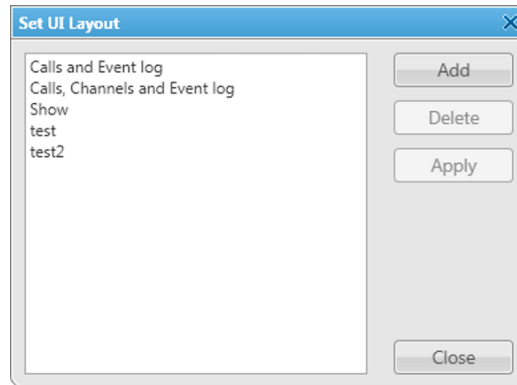 Set UI Layout
Calls and Event log
Calls, Channels and Event log
Show
test
test2
Add
Delete
Apply
Close